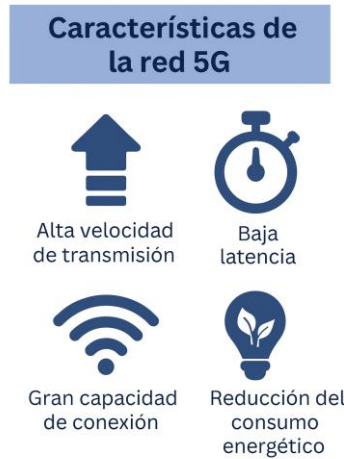 Características de
la red 5G
Alta velocidad
de transmisión
Baja
latencia
Gran capacidad
de conexión
Reducción del
consumo
energético